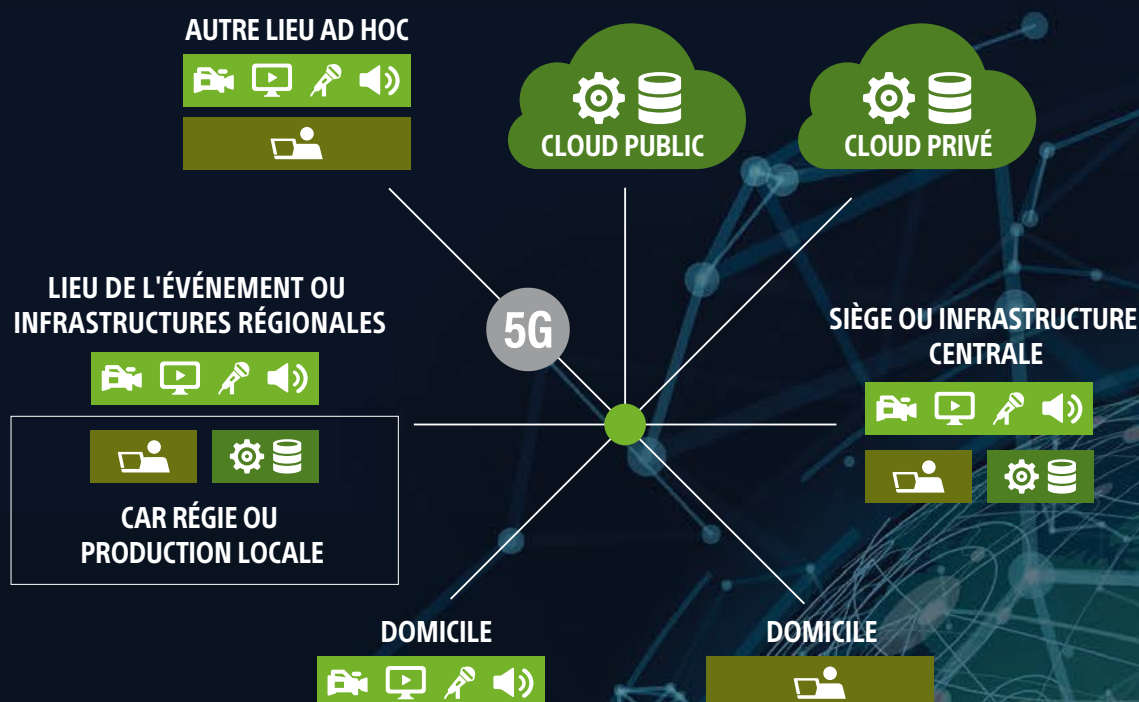 AUTRE LIEU AD HOC
CLOUD PUBLIC
CLOUD PRIVÉ
LIEU DE L'ÉVÉNEMENT OU
INFRASTRUCTURES RÉGIONALES
5G
SIÈGE OU INFRASTRUCTURE
CENTRALE
CAR RÉGIE OU
PRODUCTION LOCALE
DOMICILE
DOMICILE